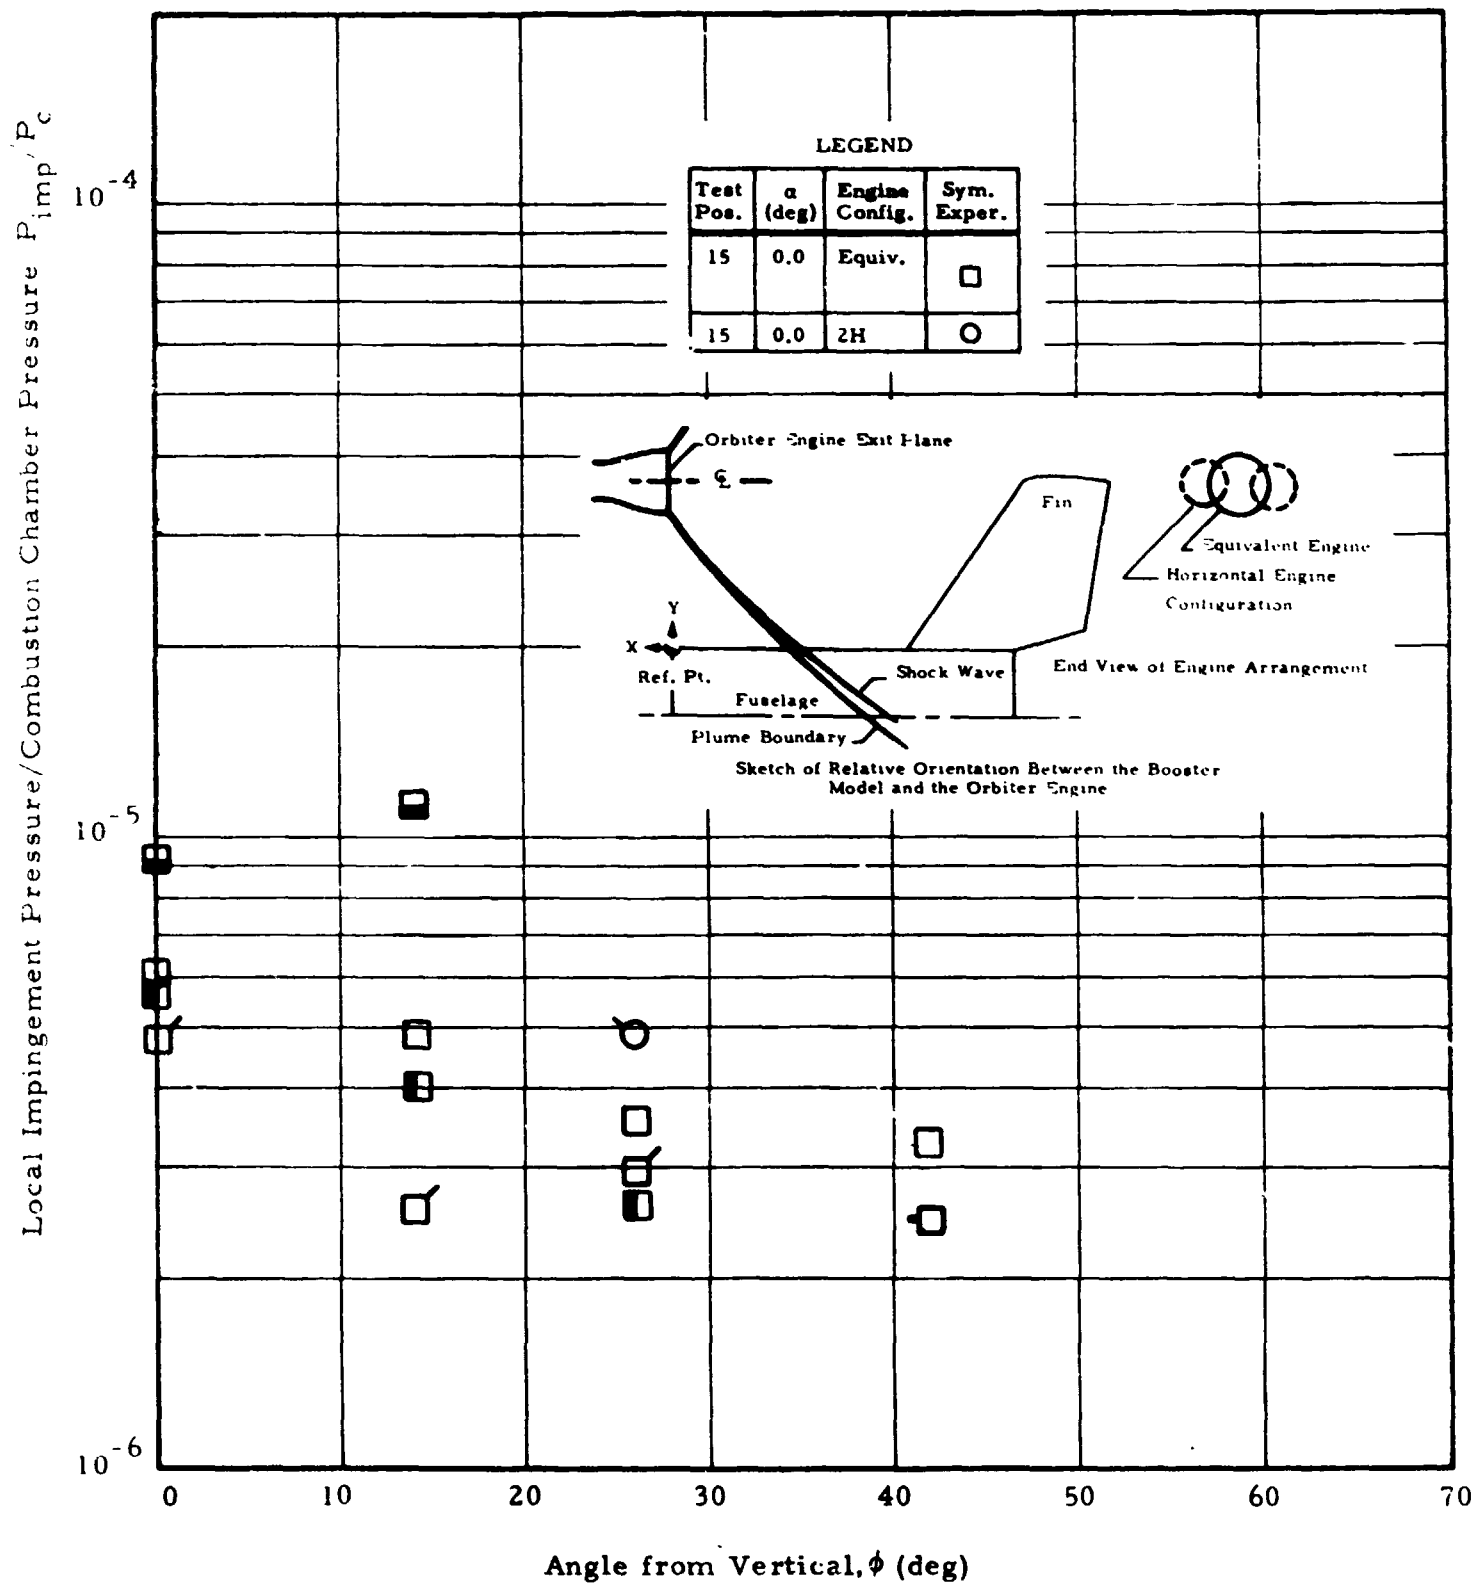 Local Impingement Pressure/Combustion Chamber Pressure P_imp/P_c
10^-4
10^-5
10^-6
LEGEND
Test Pos. α (deg) Engine Config. Sym. Exper.
15 0.0 Equiv. □
15 0.0 2H ○
Orbiter Engine Exit Plane
℄
Fin
Equivalent Engine
Horizontal Engine
Configuration
Y
X
Ref. Pt.
Shock Wave
End View of Engine Arrangement
Fuselage
Plume Boundary
Sketch of Relative Orientation Between the Booster
Model and the Orbiter Engine
0 10 20 30 40 50 60 70
Angle from Vertical, ϕ (deg)